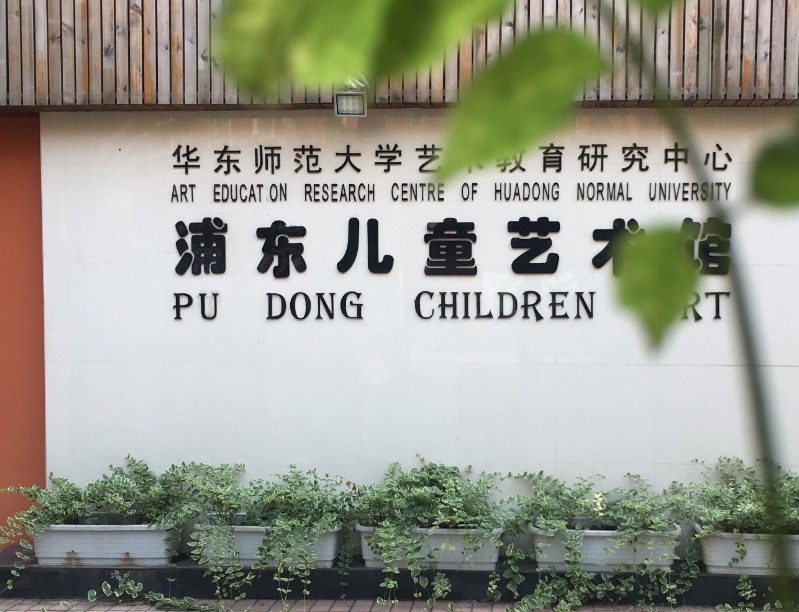 华东师范大学艺术教育研究中心
ART EDUCAT ON RESEARCH CENTRE OF HUADONG NORMAL UNIVERSITY
浦东儿童艺术馆
PU DONG CHILDREN ART